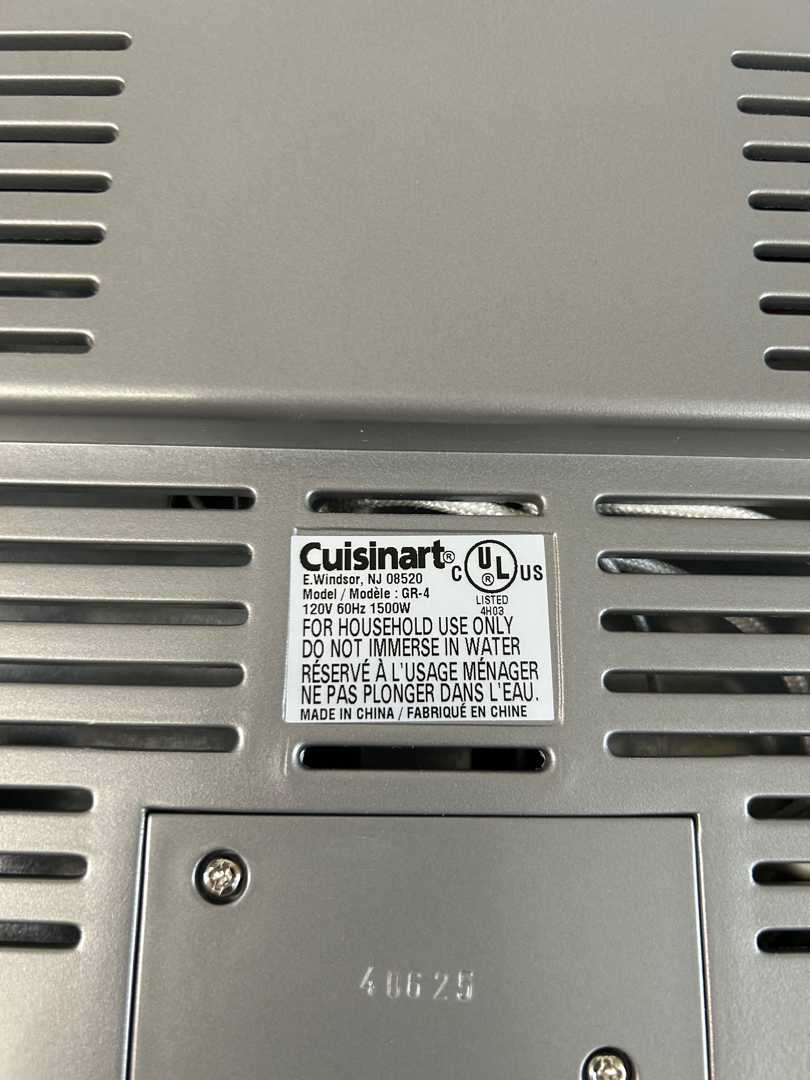 Cuisinart®
E.Windsor, NJ 08520
Model / Modèle : GR-4
120V 60Hz 1500W
C UL® US
LISTED
4H03
FOR HOUSEHOLD USE ONLY
DO NOT IMMERSE IN WATER
RÉSERVÉ À L'USAGE MÉNAGER
NE PAS PLONGER DANS L'EAU.
MADE IN CHINA / FABRIQUÉ EN CHINE
40625